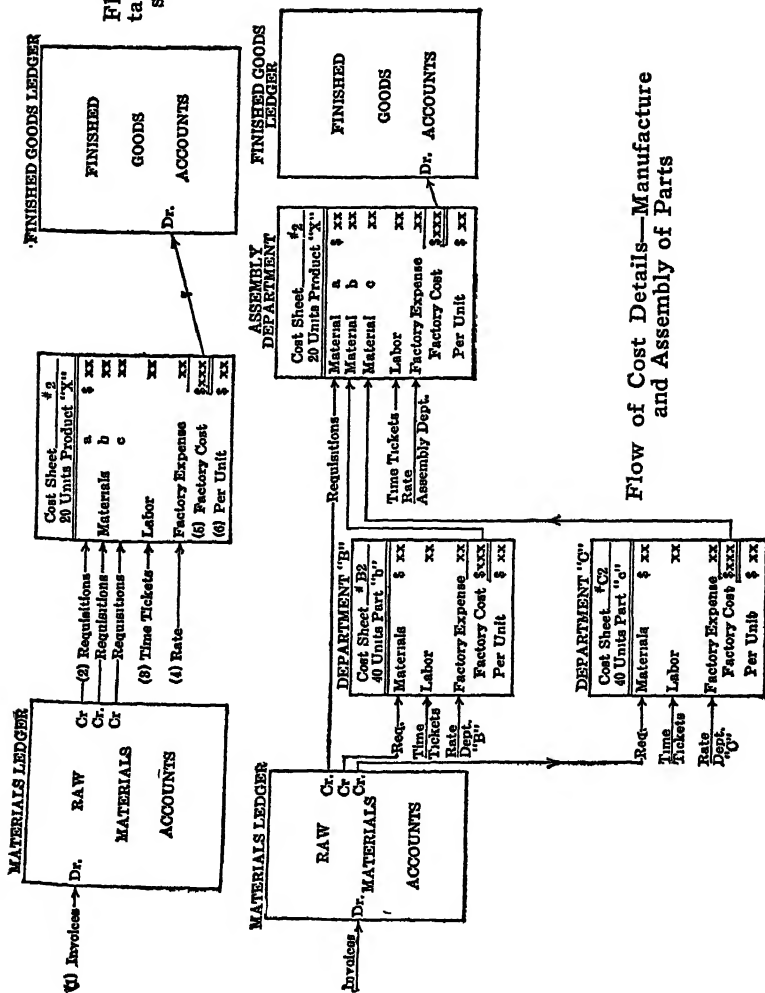 MATERIALS LEDGER
(1) Invoices
Dr.
RAW
MATERIALS
ACCOUNTS
Cr
Cr.
Cr
(2) Requisitions
Requisitions
Requisitions
(3) Time Tickets
(4) Rate
Cost Sheet #2
20 Units Product "X"
a $ xx
Materials b xx
c xx
Labor xx
Factory Expense xx
(5) Factory Cost $xxx
(6) Per Unit $ xx
FINISHED GOODS LEDGER
FINISHED
GOODS
Dr. ACCOUNTS
MATERIALS LEDGER
Invoices
RAW
Dr. MATERIALS
ACCOUNTS
Cr.
Cr
Cr.
Requisitions
Req.
Time
Tickets
Rate
Dept.
"B"
DEPARTMENT "B"
Cost Sheet # B2
40 Units Part "b"
Materials $ xx
Labor xx
Factory Expense xx
Factory Cost $xxx
Per Unit $ xx
Req.
Time
Tickets
Rate
Dept.
"C"
DEPARTMENT "C"
Cost Sheet #C2
40 Units Part "c"
Materials $ xx
Labor xx
Factory Expense xx
Factory Cost $xxx
Per Unit $ xx
Time Tickets
Rate
Assembly Dept.
ASSEMBLY
DEPARTMENT
Cost Sheet #2
20 Units Product "X"
Material a $ xx
Material b xx
Material c xx
Labor xx
Factory Expense xx
Factory Cost $xxx
Per Unit $ xx
FINISHED GOODS
LEDGER
FINISHED
GOODS
Dr. ACCOUNTS
Flow of Cost Details—Manufacture
and Assembly of Parts